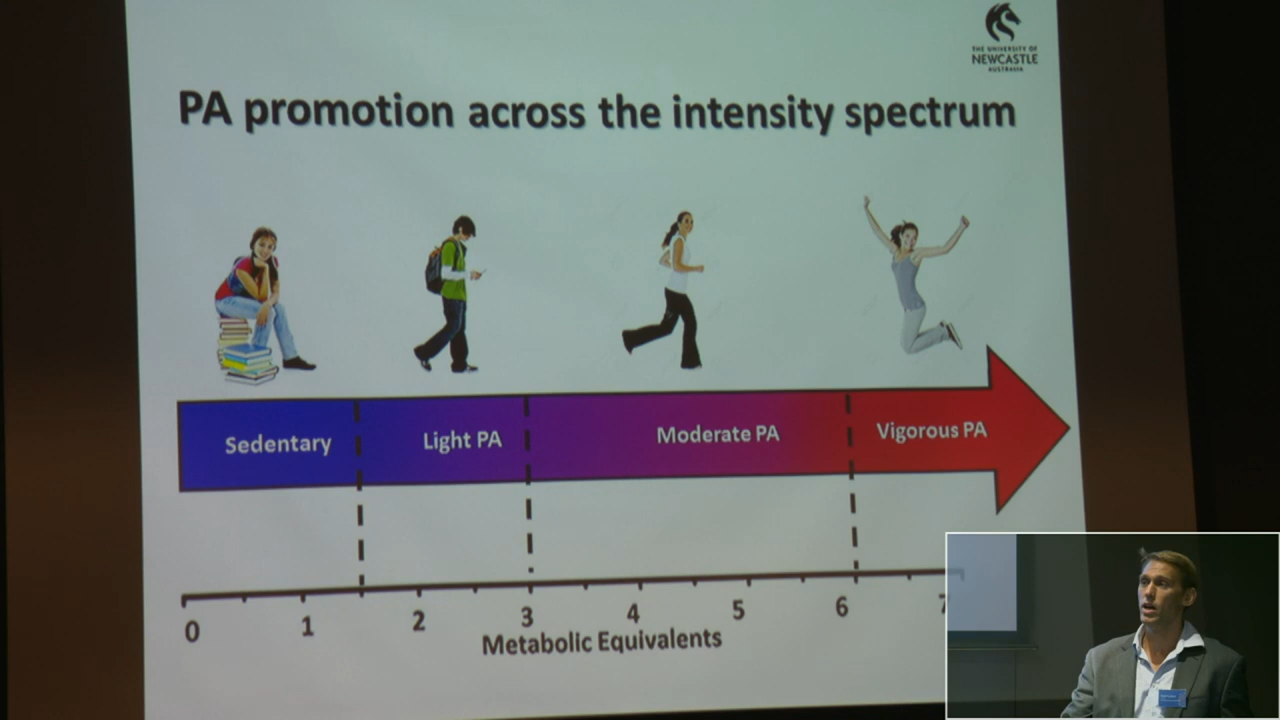 THE UNIVERSITY OF
NEWCASTLE
AUSTRALIA
PA promotion across the intensity spectrum
Sedentary
Light PA
Moderate PA
Vigorous PA
0 1 2 3 4 5 6 7
Metabolic Equivalents